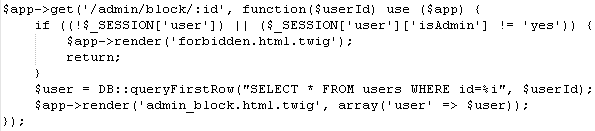 $app->get('/admin/block/:id', function($userId) use ($app) {
    if ((!$_SESSION['user']) || ($_SESSION['user']['isAdmin'] != 'yes')) {
        $app->render('forbidden.html.twig');
        return;
    }
    $user = DB::queryFirstRow("SELECT * FROM users WHERE id=%i", $userId);
    $app->render('admin_block.html.twig', array('user' => $user));
});